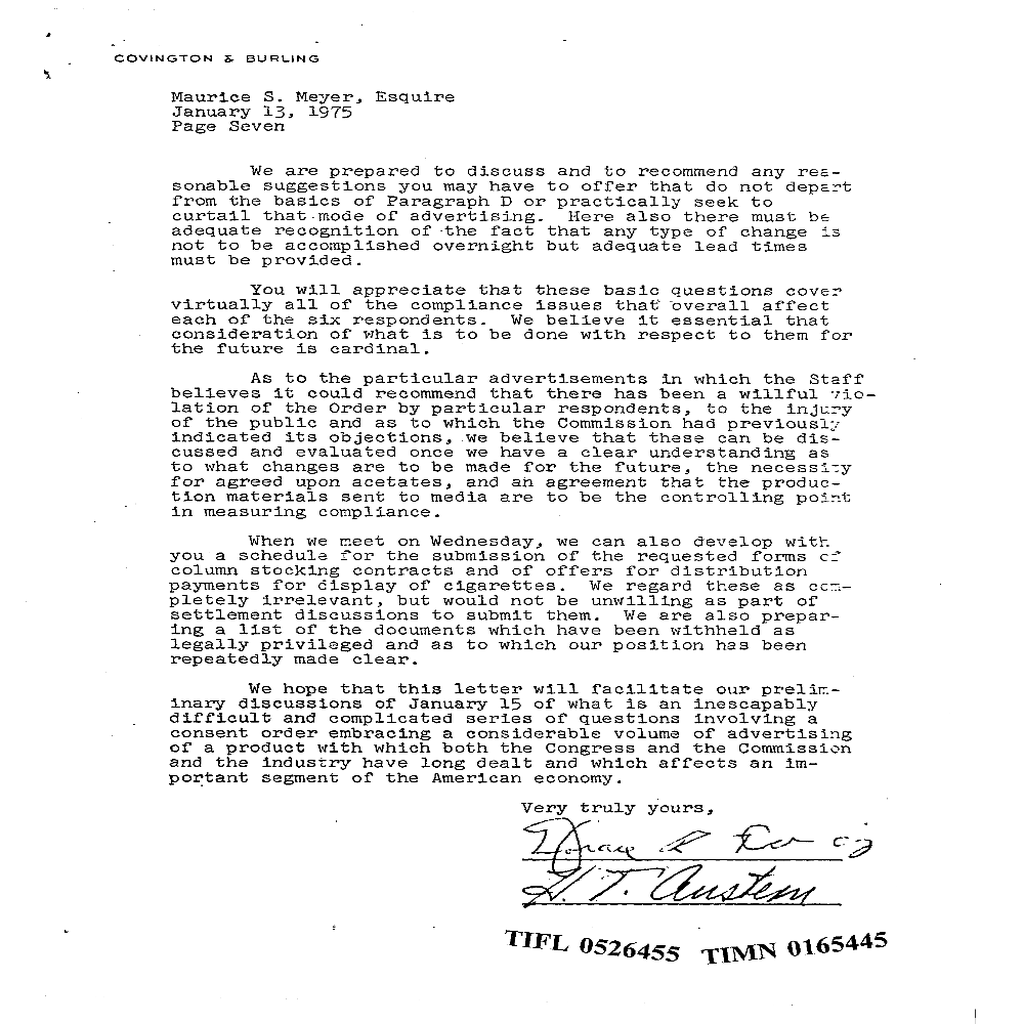 COVINGTON & BURLING
Maurice S. Meyer, Esquire
January 13, 1975
Page Seven
We are prepared to discuss and to recommend any rea-
sonable suggestions you may have to offer that do not depart
from the basics of Paragraph D or practically seek to
curtail that mode of advertising. Here also there must be
adequate recognition of the fact that any type of change is
not to be accomplished overnight but adequate lead times
must be provided.
You will appreciate that these basic questions cover
virtually all of the compliance issues that overall affect
each of the six respondents. We believe it essential that
consideration of what is to be done with respect to them for
the future is cardinal.
As to the particular advertisements in which the Staff
believes it could recommend that there has been a willful vio-
lation of the Order by particular respondents, to the injury
of the public and as to which the Commission had previously
indicated its objections, we believe that these can be dis-
cussed and evaluated once we have a clear understanding as
to what changes are to be made for the future, the necessity
for agreed upon acetates, and an agreement that the produc-
tion materials sent to media are to be the controlling point
in measuring compliance.
When we meet on Wednesday, we can also develop with
you a schedule for the submission of the requested forms of
column stocking contracts and of offers for distribution
payments for display of cigarettes. We regard these as com-
pletely irrelevant, but would not be unwilling as part of
settlement discussions to submit them. We are also prepar-
ing a list of the documents which have been withheld as
legally privileged and as to which our position has been
repeatedly made clear.
We hope that this letter will facilitate our prelim-
inary discussions of January 15 of what is an inescapably
difficult and complicated series of questions involving a
consent order embracing a considerable volume of advertising
of a product with which both the Congress and the Commission
and the industry have long dealt and which affects an im-
portant segment of the American economy.
Very truly yours,
H. T. Austern
TIFL 0526455 TIMN 0165445